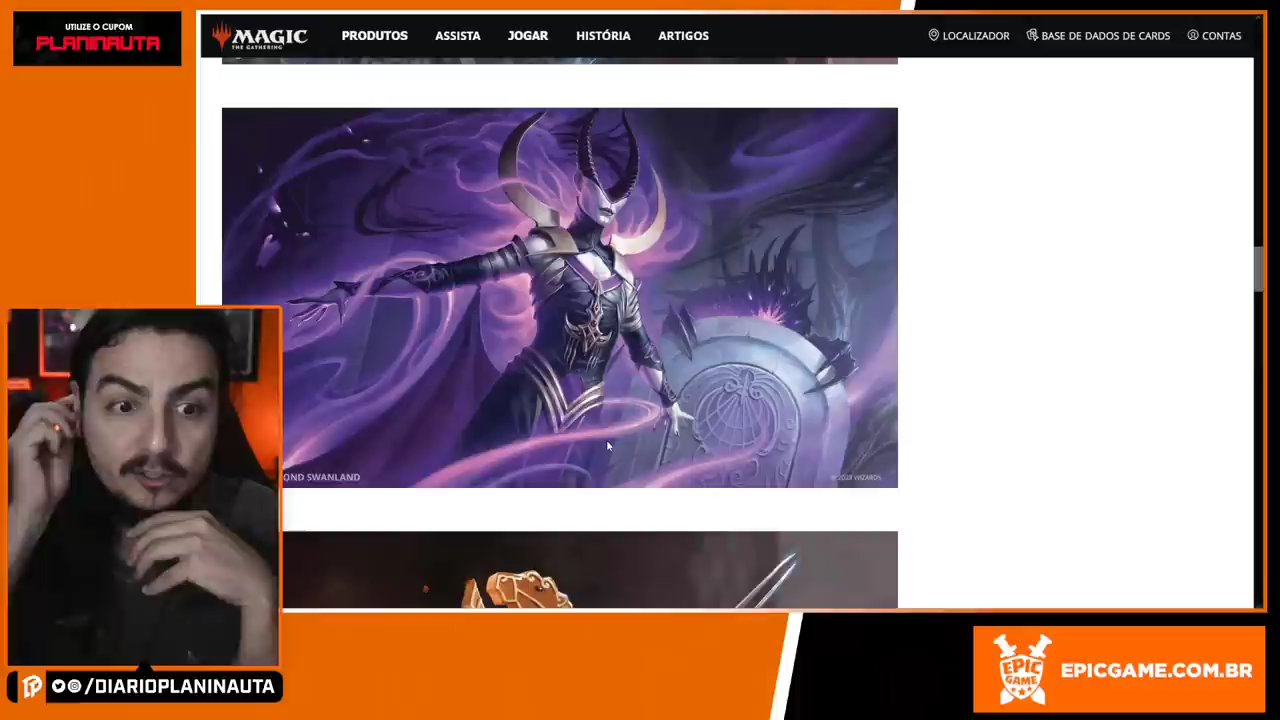 UTILIZE O CUPOM
PLANINAUTA
MAGIC
THE GATHERING
PRODUTOS
ASSISTA
JOGAR
HISTÓRIA
ARTIGOS
LOCALIZADOR
BASE DE DADOS DE CARDS
CONTAS
OND SWANLAND
/DIARIOPLANINAUTA
EPIC
GAME
EPICGAME.COM.BR